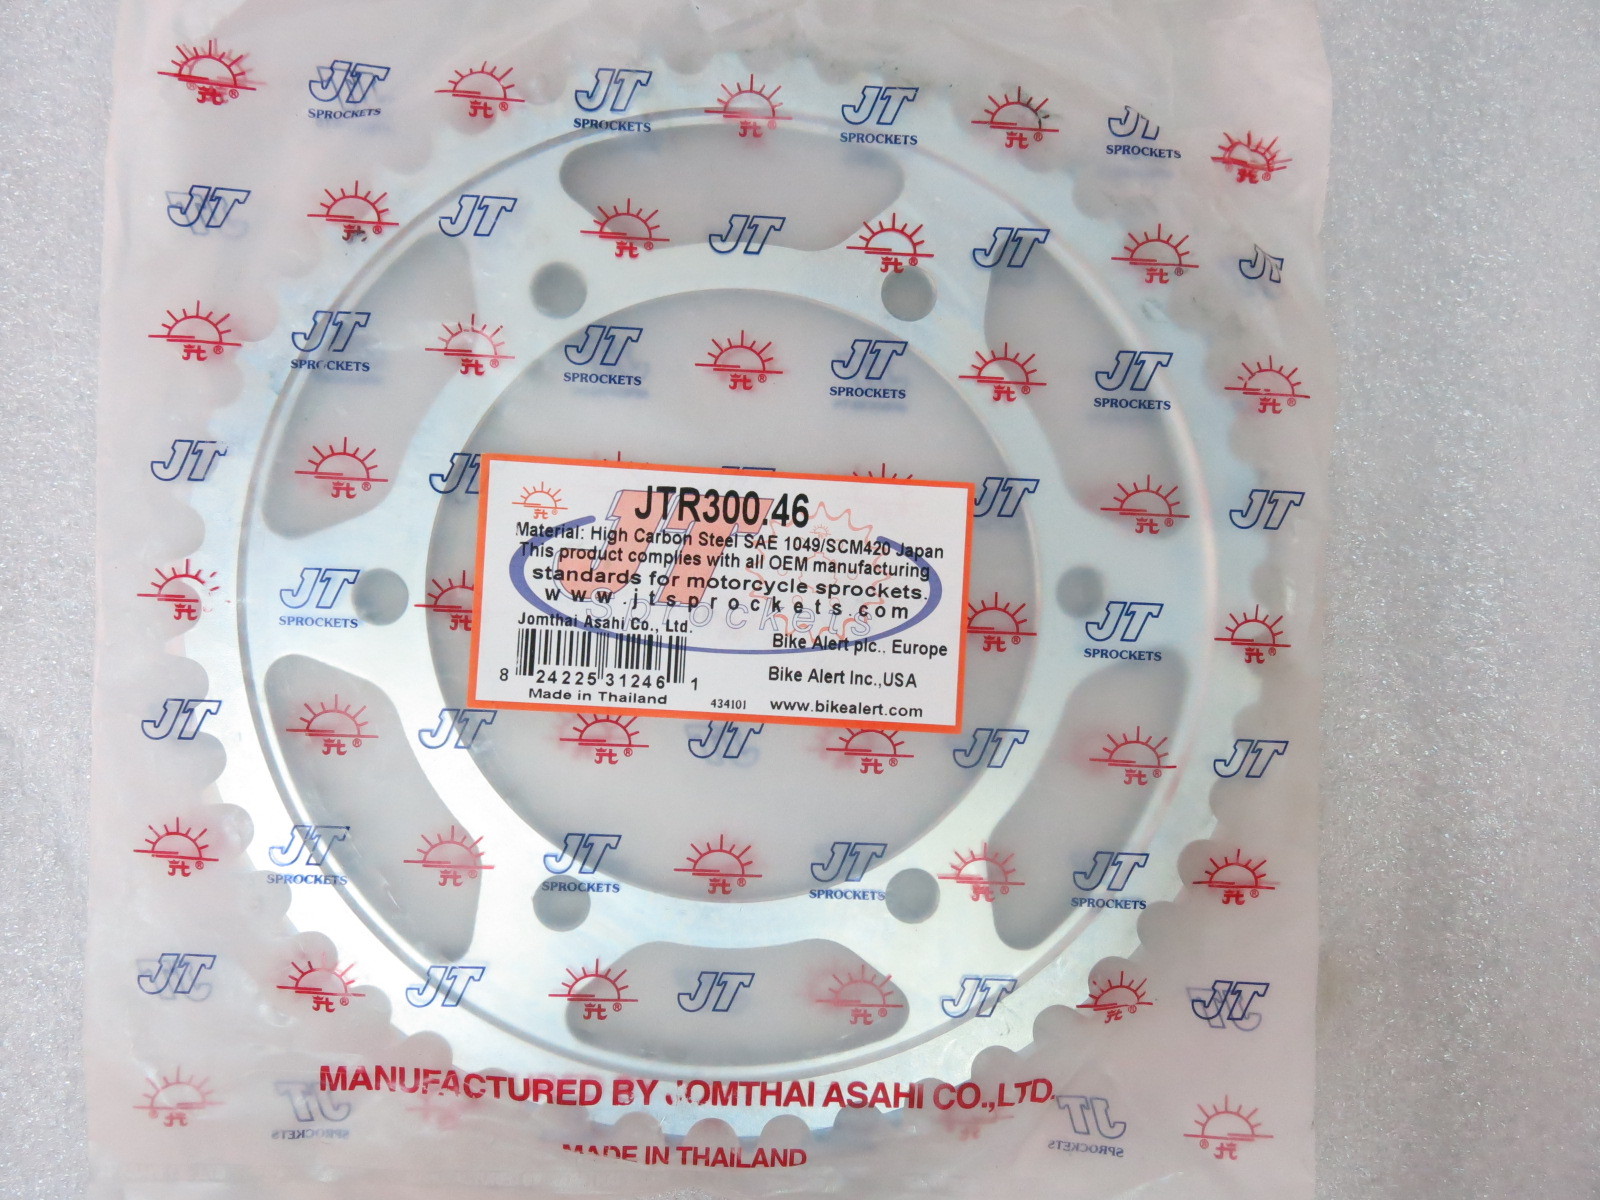 JT SPROCKETS
JTR300.46
Material: High Carbon Steel SAE 1049/SCM420 Japan
This product complies with all OEM manufacturing
standards for motorcycle sprockets.
www.jtsprockets.com
Jomthai Asahi Co., Ltd.
Bike Alert plc., Europe
8 24225 31246 1
Bike Alert Inc.,USA
Made in Thailand
434101
www.bikealert.com
MANUFACTURED BY JOMTHAI ASAHI CO.,LTD.
MADE IN THAILAND